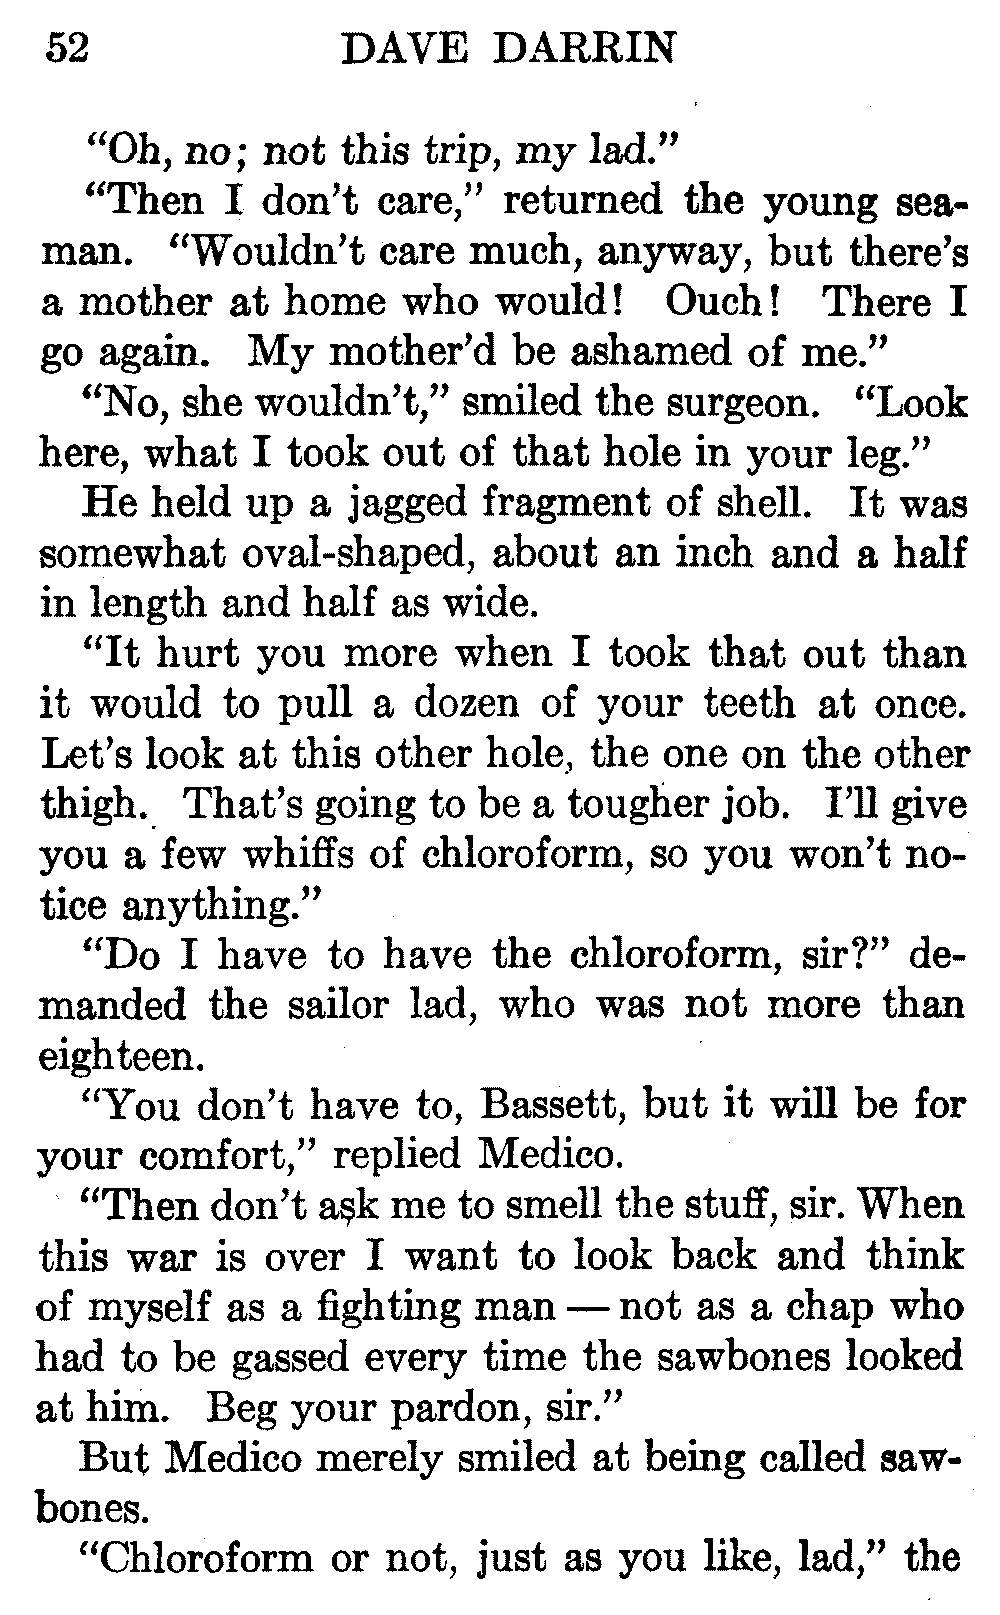 52 DAVE DARRIN
“Oh, no; not this trip, my lad.”
“Then I don’t care,” returned the young sea-
man. “Wouldn’t care much, anyway, but there’s
a mother at home who would! Ouch! There I
go again. My mother’d be ashamed of me.”
“No, she wouldn’t,” smiled the surgeon. “Look
here, what I took out of that hole in your leg.”
He held up a jagged fragment of shell. It was
somewhat oval-shaped, about an inch and a half
in length and half as wide.
“It hurt you more when I took that out than
it would to pull a dozen of your teeth at once.
Let’s look at this other hole, the one on the other
thigh. That’s going to be a tougher job. I’ll give
you a few whiffs of chloroform, so you won’t no-
tice anything.”
“Do I have to have the chloroform, sir?” de-
manded the sailor lad, who was not more than
eighteen.
“You don’t have to, Bassett, but it will be for
your comfort,” replied Medico.
“Then don’t ask me to smell the stuff, sir. When
this war is over I want to look back and think
of myself as a fighting man — not as a chap who
had to be gassed every time the sawbones looked
at him. Beg your pardon, sir.”
But Medico merely smiled at being called saw-
bones.
“Chloroform or not, just as you like, lad,” the